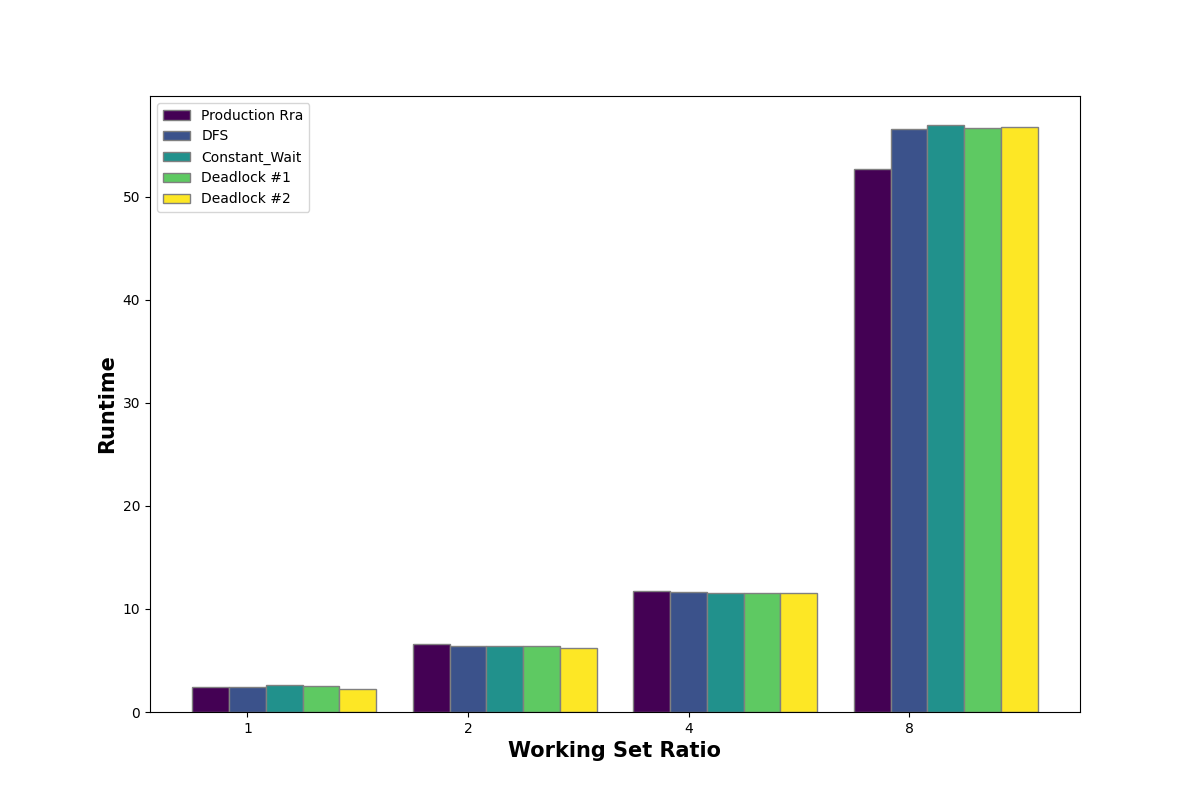 Production Rra
DFS
Constant_Wait
Deadlock #1
Deadlock #2
50
40
30
20
10
0
Runtime
1 2 4 8
Working Set Ratio